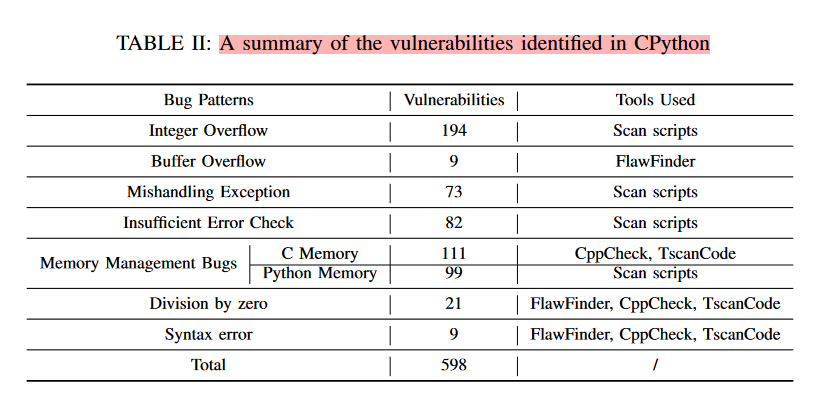 TABLE II: A summary of the vulnerabilities identified in CPython
Bug Patterns Vulnerabilities Tools Used
Integer Overflow 194 Scan scripts
Buffer Overflow 9 FlawFinder
Mishandling Exception 73 Scan scripts
Insufficient Error Check 82 Scan scripts
Memory Management Bugs C Memory 111 CppCheck, TscanCode
Python Memory 99 Scan scripts
Division by zero 21 FlawFinder, CppCheck, TscanCode
Syntax error 9 FlawFinder, CppCheck, TscanCode
Total 598 /